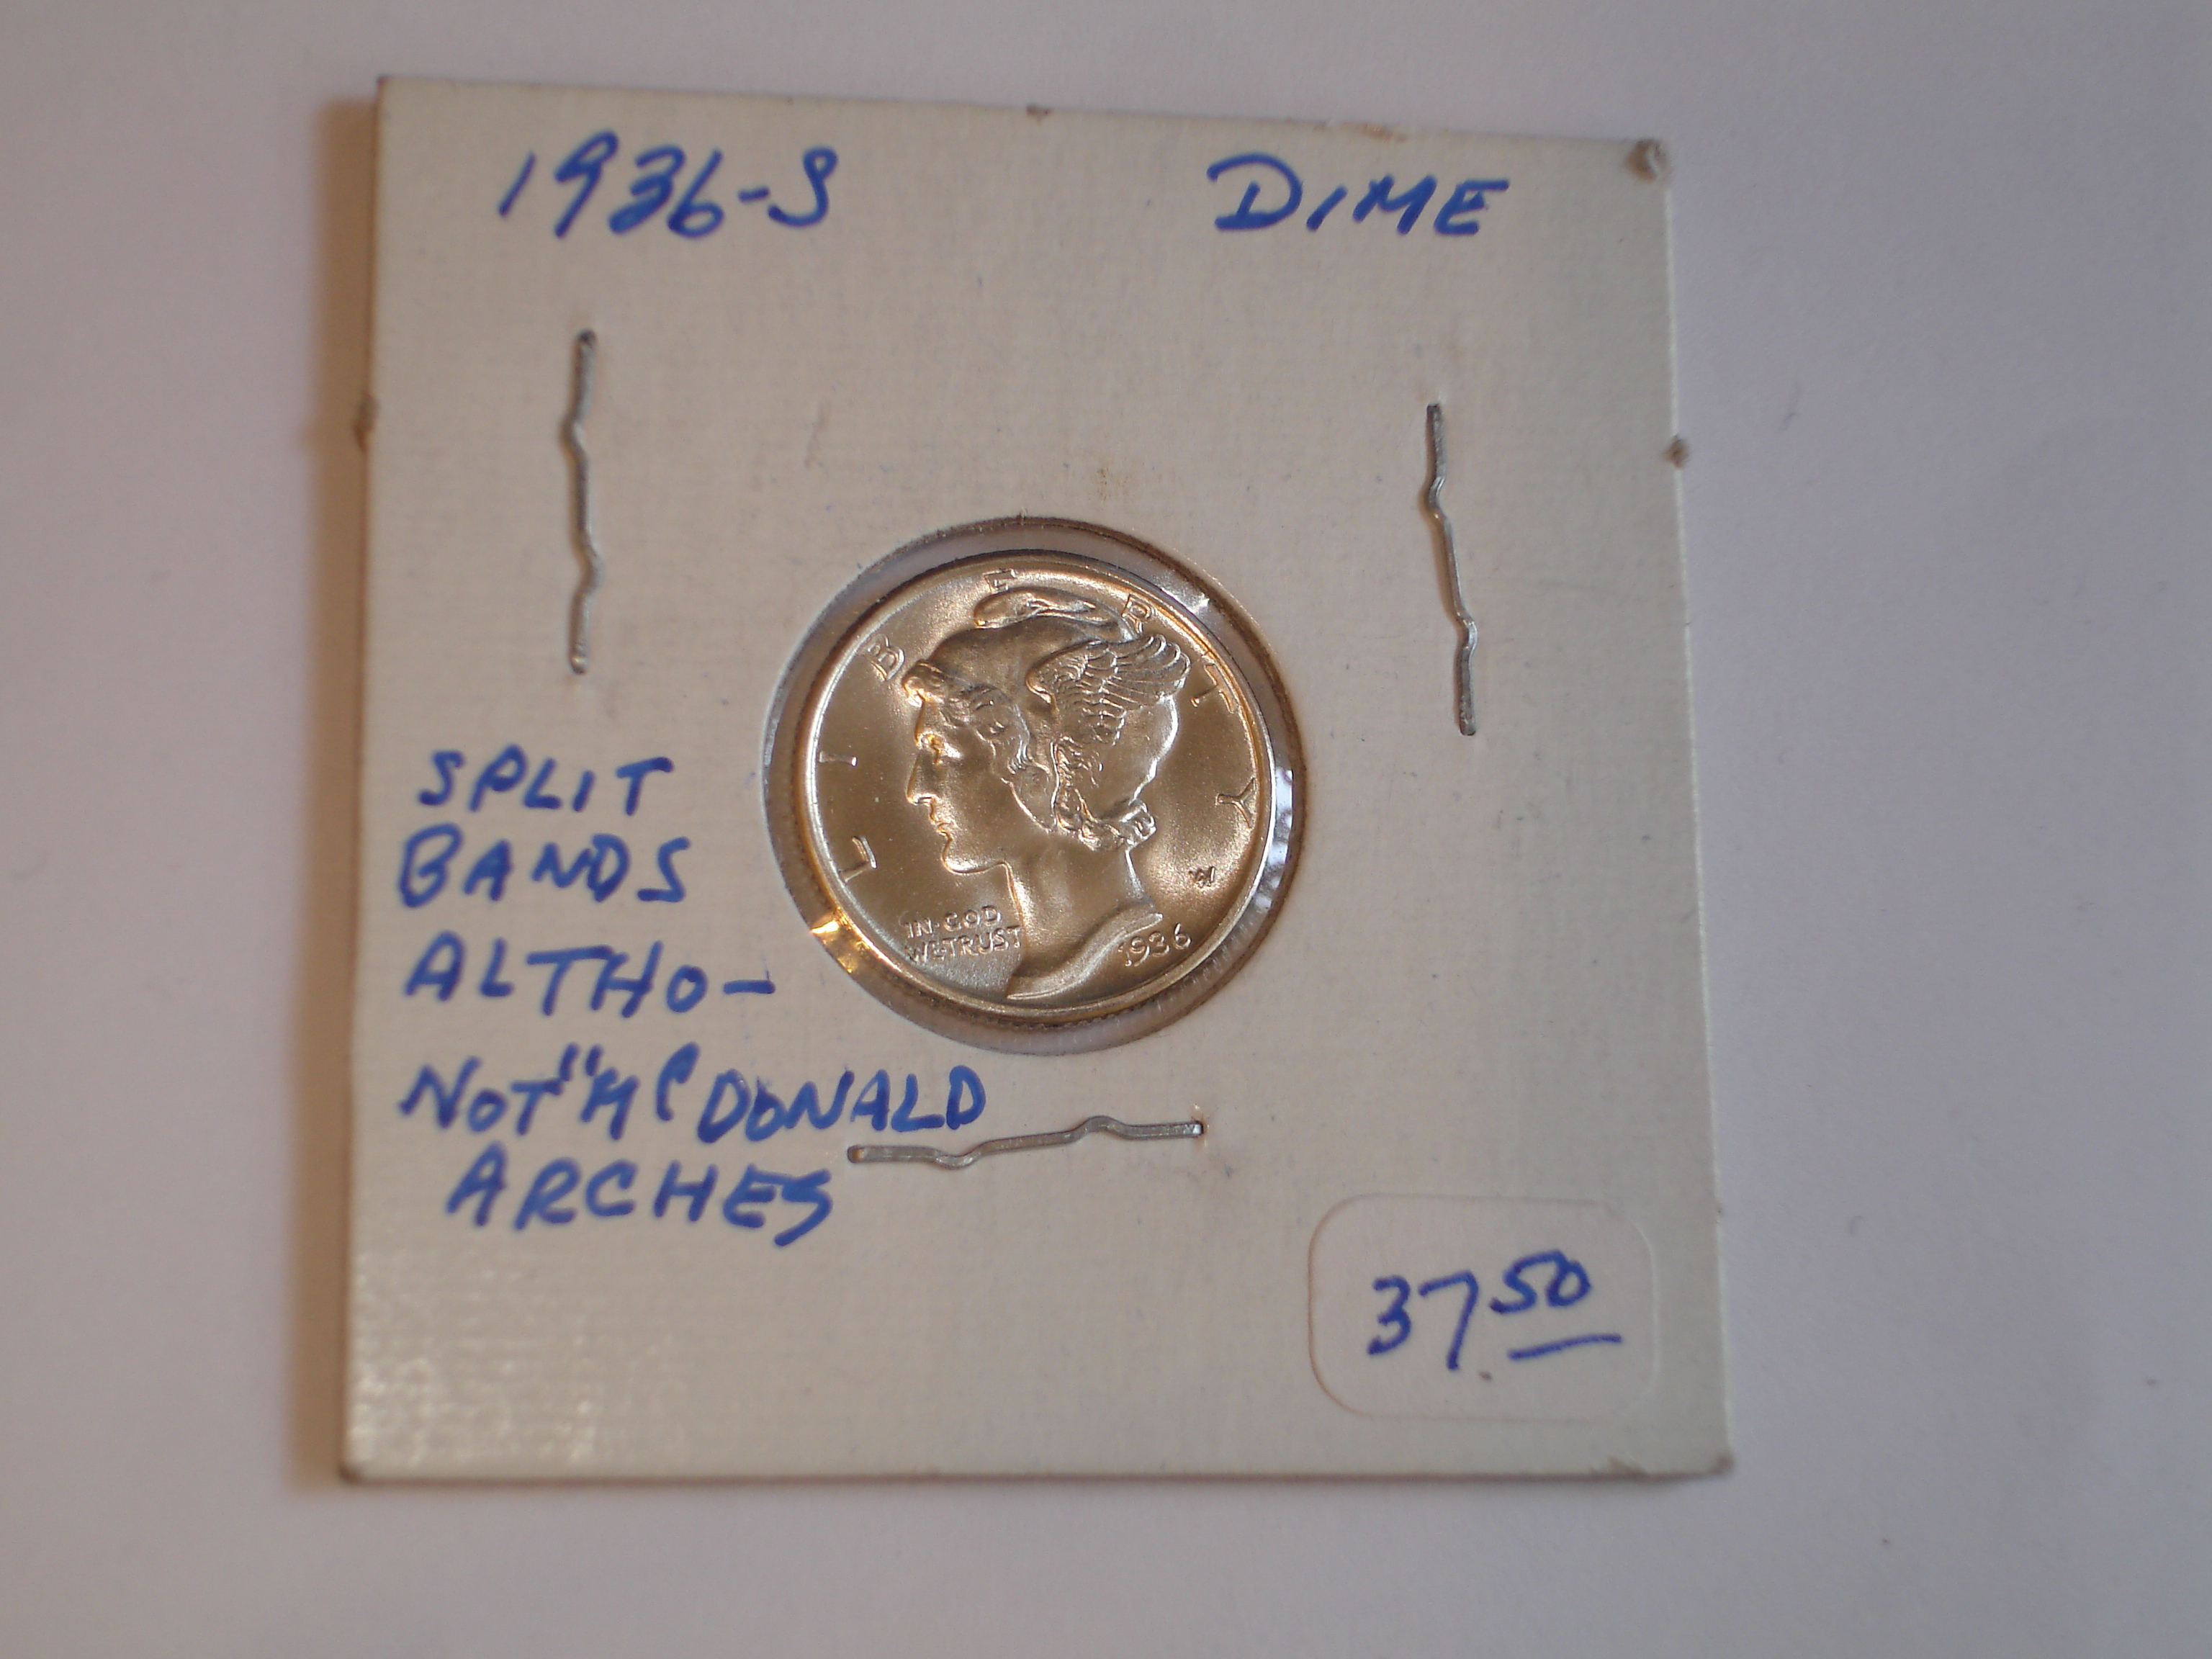 1936-S DIME
LIBERTY
W
IN·GOD
WE·TRUST
1936
SPLIT
BANDS
ALTHO-
NOT "McDONALD
ARCHES
37.50